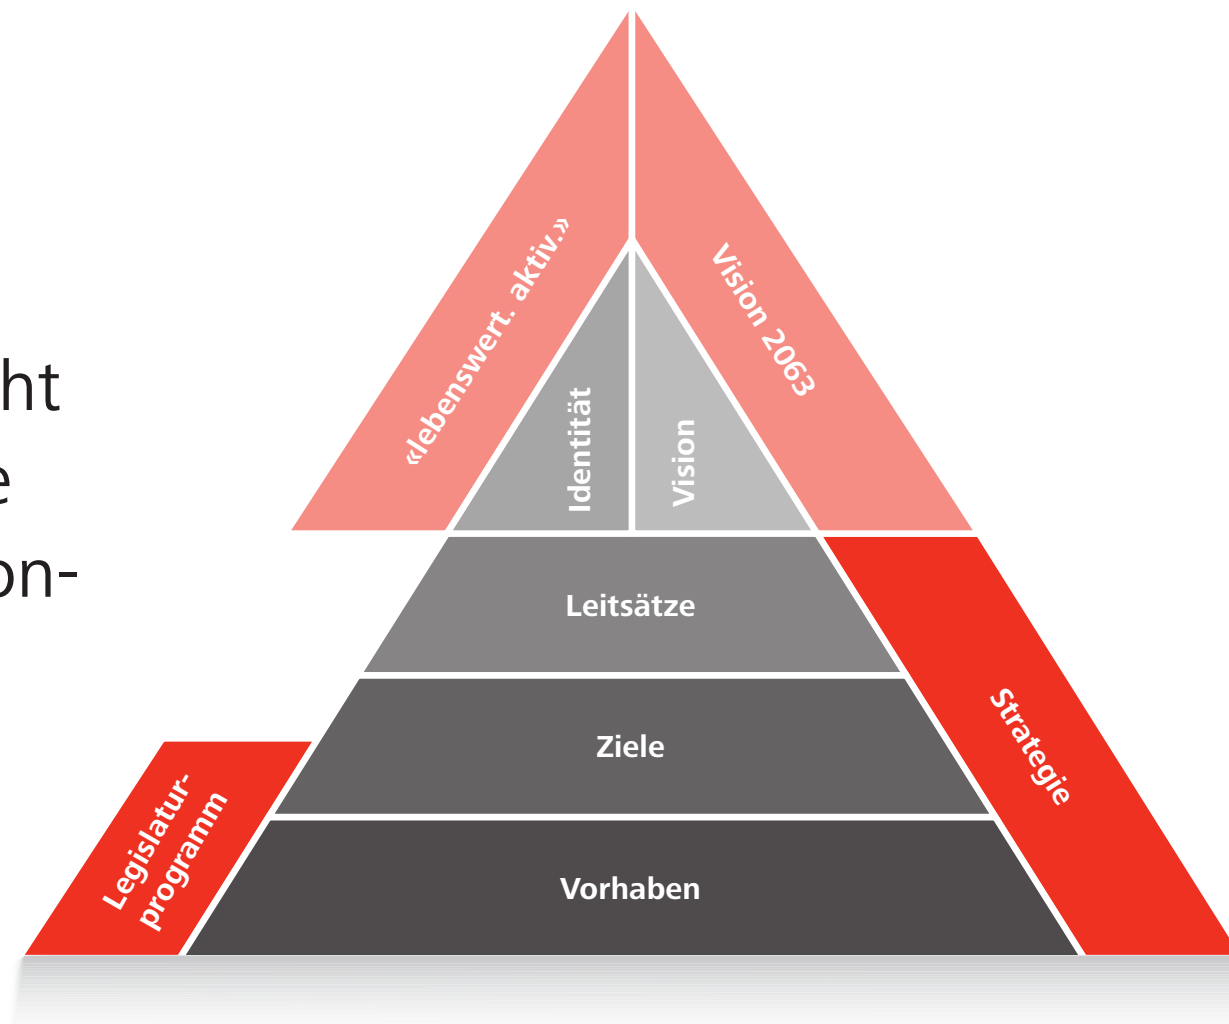 «lebenswert. aktiv.»
Vision 2063
Identität
Vision
ht
e
on-
Leitsätze
Strategie
Ziele
Legislatur-
programm
Vorhaben